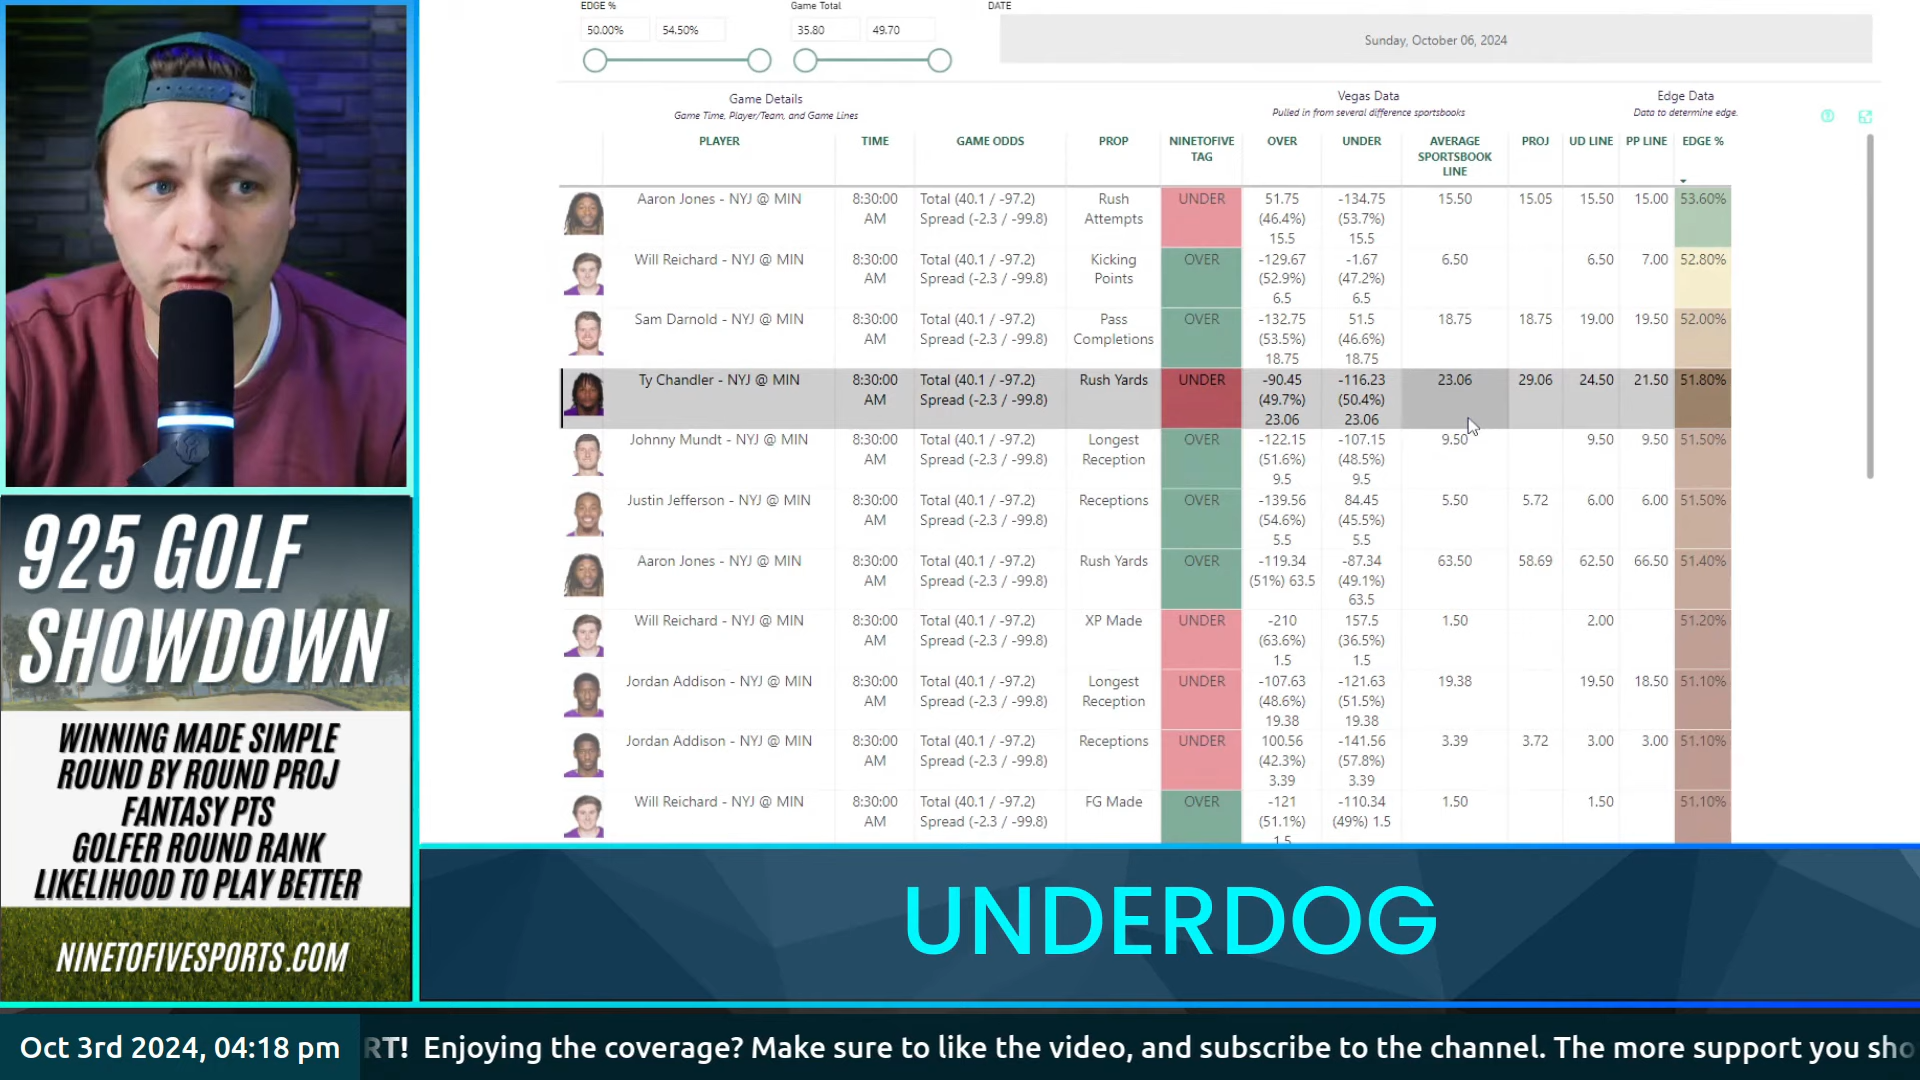 EDGE %
50.00%
54.50%
Game Total
35.80
49.70
DATE
Sunday, October 06, 2024
Game Details
Game Time, Player/Team, and Game Lines
Vegas Data
Pulled in from several difference sportsbooks
Edge Data
Data to determine edge.
PLAYER TIME GAME ODDS PROP NINETOFIVE TAG OVER UNDER AVERAGE SPORTSBOOK LINE PROJ UD LINE PP LINE EDGE %
Aaron Jones - NYJ @ MIN 8:30:00 AM Total (40.1 / -97.2) Spread (-2.3 / -99.8) Rush Attempts UNDER 51.75 (46.4%) 15.5 -134.75 (53.7%) 15.5 15.50 15.05 15.50 15.00 53.60%
Will Reichard - NYJ @ MIN 8:30:00 AM Total (40.1 / -97.2) Spread (-2.3 / -99.8) Kicking Points OVER -129.67 (52.9%) 6.5 -1.67 (47.2%) 6.5 6.50 6.50 7.00 52.80%
Sam Darnold - NYJ @ MIN 8:30:00 AM Total (40.1 / -97.2) Spread (-2.3 / -99.8) Pass Completions OVER -132.75 (53.5%) 18.75 51.5 (46.6%) 18.75 18.75 18.75 19.00 19.50 52.00%
Ty Chandler - NYJ @ MIN 8:30:00 AM Total (40.1 / -97.2) Spread (-2.3 / -99.8) Rush Yards UNDER -90.45 (49.7%) 23.06 -116.23 (50.4%) 23.06 23.06 29.06 24.50 21.50 51.80%
Johnny Mundt - NYJ @ MIN 8:30:00 AM Total (40.1 / -97.2) Spread (-2.3 / -99.8) Longest Reception OVER -122.15 (51.6%) 9.5 -107.15 (48.5%) 9.5 9.50 9.50 9.50 51.50%
Justin Jefferson - NYJ @ MIN 8:30:00 AM Total (40.1 / -97.2) Spread (-2.3 / -99.8) Receptions OVER -139.56 (54.6%) 5.5 84.45 (45.5%) 5.5 5.50 5.72 6.00 6.00 51.50%
Aaron Jones - NYJ @ MIN 8:30:00 AM Total (40.1 / -97.2) Spread (-2.3 / -99.8) Rush Yards OVER -119.34 (51%) 63.5 -87.34 (49.1%) 63.5 63.50 58.69 62.50 66.50 51.40%
Will Reichard - NYJ @ MIN 8:30:00 AM Total (40.1 / -97.2) Spread (-2.3 / -99.8) XP Made UNDER -210 (63.6%) 1.5 157.5 (36.5%) 1.5 1.50 2.00 51.20%
Jordan Addison - NYJ @ MIN 8:30:00 AM Total (40.1 / -97.2) Spread (-2.3 / -99.8) Longest Reception UNDER -107.63 (48.6%) 19.38 -121.63 (51.5%) 19.38 19.38 19.50 18.50 51.10%
Jordan Addison - NYJ @ MIN 8:30:00 AM Total (40.1 / -97.2) Spread (-2.3 / -99.8) Receptions UNDER 100.56 (42.3%) 3.39 -141.56 (57.8%) 3.39 3.39 3.72 3.00 3.00 51.10%
Will Reichard - NYJ @ MIN 8:30:00 AM Total (40.1 / -97.2) Spread (-2.3 / -99.8) FG Made OVER -121 (51.1%) 1.5 -110.34 (49%) 1.5 1.50 1.50 51.10%
925 GOLF
SHOWDOWN
WINNING MADE SIMPLE
ROUND BY ROUND PROJ
FANTASY PTS
GOLFER ROUND RANK
LIKELIHOOD TO PLAY BETTER
NINETOFIVESPORTS.COM
UNDERDOG
Oct 3rd 2024, 04:18 pm
RT! Enjoying the coverage? Make sure to like the video, and subscribe to the channel. The more support you sho